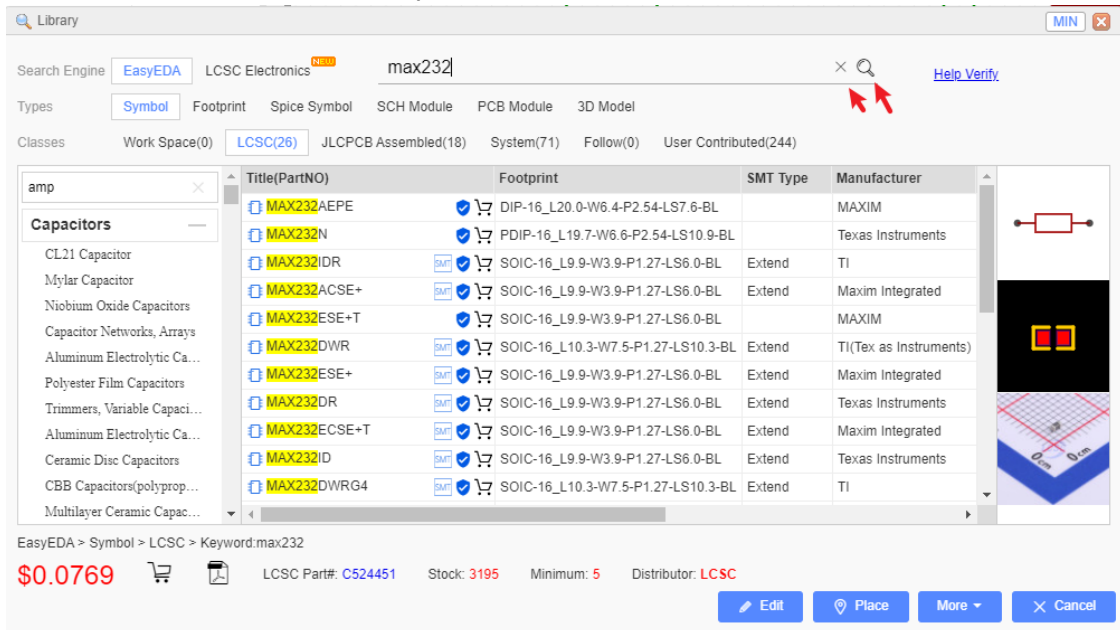 Library MIN
Search Engine EasyEDA LCSC Electronics NEW max232 Help Verify
Types Symbol Footprint Spice Symbol SCH Module PCB Module 3D Model
Classes Work Space(0) LCSC(26) JLCPCB Assembled(18) System(71) Follow(0) User Contributed(244)
amp
Capacitors
CL21 Capacitor
Mylar Capacitor
Niobium Oxide Capacitors
Capacitor Networks, Arrays
Aluminum Electrolytic Ca...
Polyester Film Capacitors
Trimmers, Variable Capaci...
Aluminum Electrolytic Ca...
Ceramic Disc Capacitors
CBB Capacitors(polyprop...
Multilayer Ceramic Capac...
Title(PartNO) Footprint SMT Type Manufacturer
MAX232AEPE DIP-16_L20.0-W6.4-P2.54-LS7.6-BL MAXIM
MAX232N PDIP-16_L19.7-W6.6-P2.54-LS10.9-BL Texas Instruments
MAX232IDR SMT SOIC-16_L9.9-W3.9-P1.27-LS6.0-BL Extend TI
MAX232ACSE+ SMT SOIC-16_L9.9-W3.9-P1.27-LS6.0-BL Extend Maxim Integrated
MAX232ESE+T SOIC-16_L9.9-W3.9-P1.27-LS6.0-BL MAXIM
MAX232DWR SMT SOIC-16_L10.3-W7.5-P1.27-LS10.3-BL Extend TI(Tex as Instruments)
MAX232ESE+ SMT SOIC-16_L9.9-W3.9-P1.27-LS6.0-BL Extend Maxim Integrated
MAX232DR SMT SOIC-16_L9.9-W3.9-P1.27-LS6.0-BL Extend Texas Instruments
MAX232ECSE+T SMT SOIC-16_L9.9-W3.9-P1.27-LS6.0-BL Extend Maxim Integrated
MAX232ID SMT SOIC-16_L9.9-W3.9-P1.27-LS6.0-BL Extend Texas Instruments
MAX232DWRG4 SMT SOIC-16_L10.3-W7.5-P1.27-LS10.3-BL Extend TI
0cm 0cm
EasyEDA > Symbol > LCSC > Keyword:max232
$0.0769 LCSC Part#: C524451 Stock: 3195 Minimum: 5 Distributor: LCSC
Edit Place More Cancel